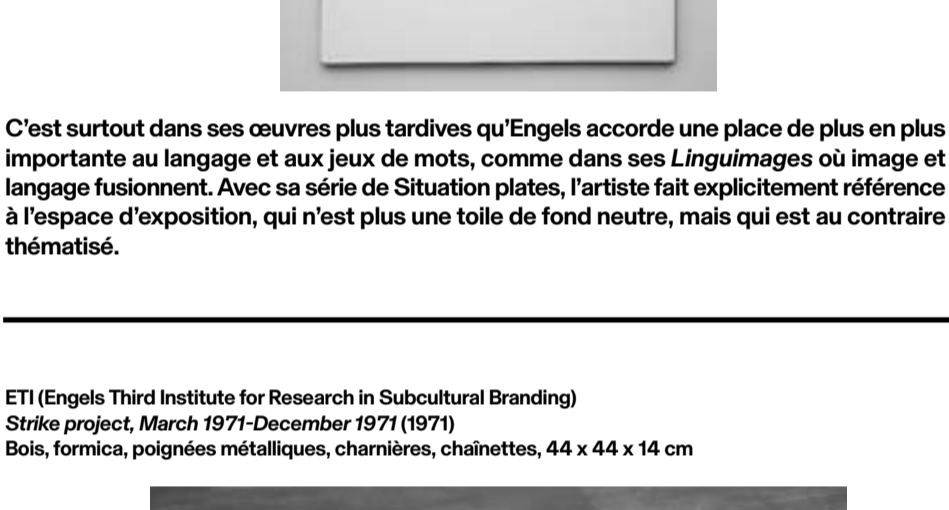 C’est surtout dans ses œuvres plus tardives qu’Engels accorde une place de plus en plus
importante au langage et aux jeux de mots, comme dans ses Linguimages où image et
langage fusionnent. Avec sa série de Situation plates, l’artiste fait explicitement référence
à l’espace d’exposition, qui n’est plus une toile de fond neutre, mais qui est au contraire
thématisé.
ETI (Engels Third Institute for Research in Subcultural Branding)
Strike project, March 1971-December 1971 (1971)
Bois, formica, poignées métalliques, charnières, chaînettes, 44 x 44 x 14 cm